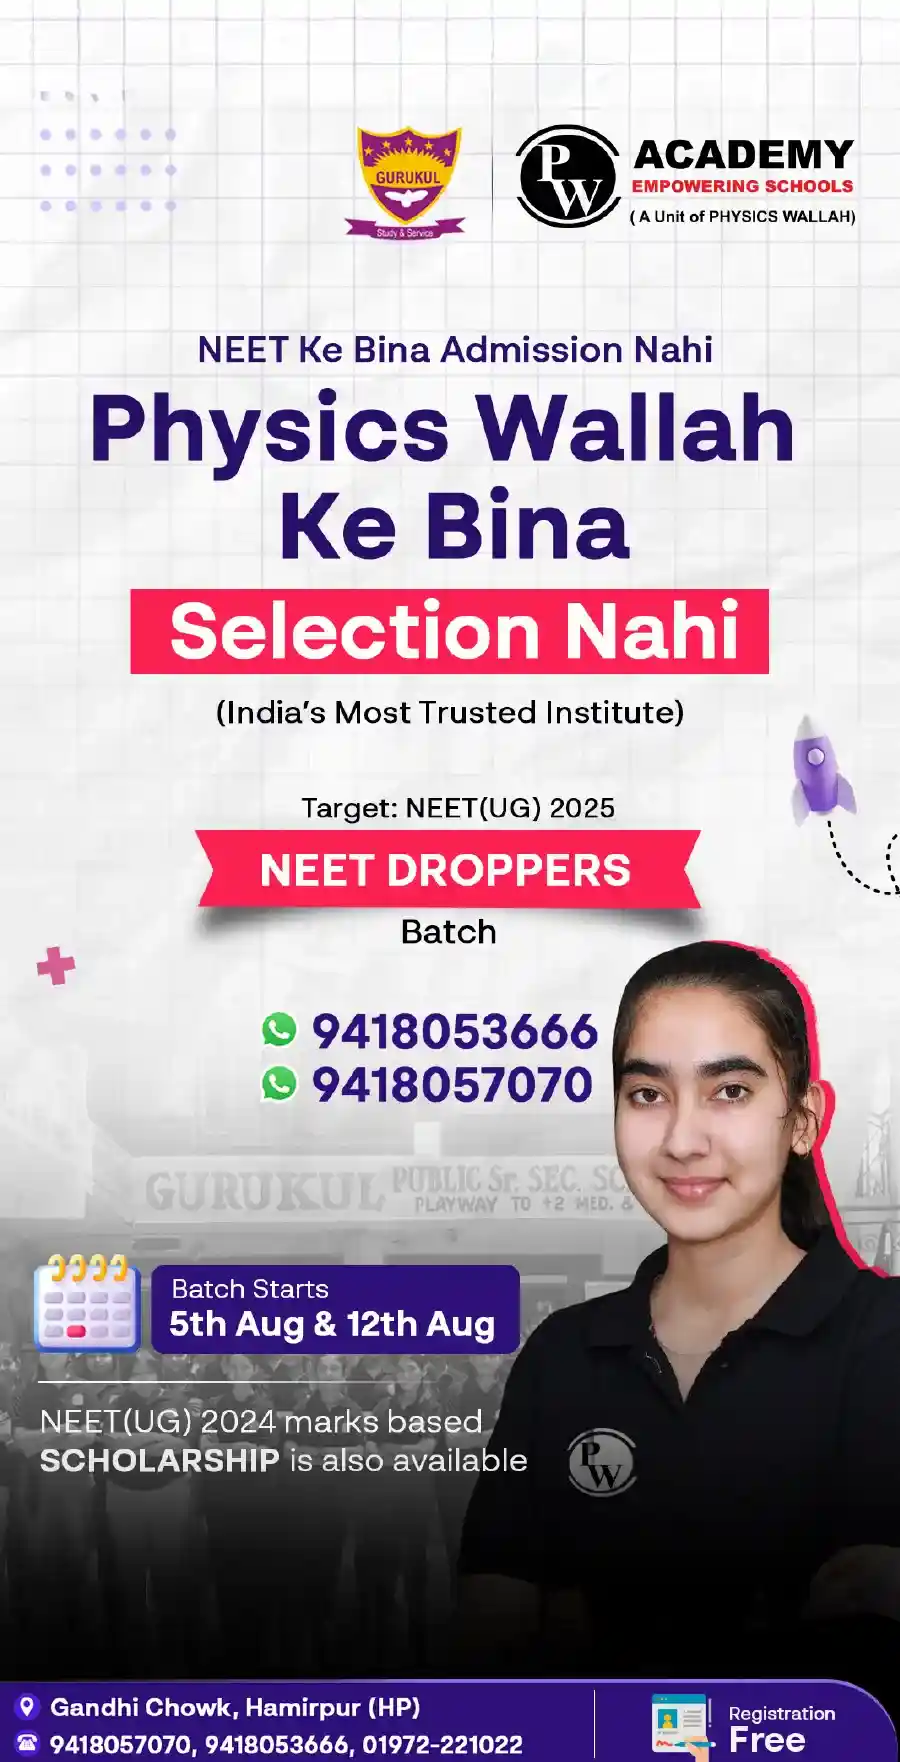 GURUKUL
Study & Service
PW
ACADEMY
EMPOWERING SCHOOLS
( A Unit of PHYSICS WALLAH)
NEET Ke Bina Admission Nahi
Physics Wallah
Ke Bina
Selection Nahi
(India's Most Trusted Institute)
Target: NEET(UG) 2025
NEET DROPPERS
Batch
9418053666
9418057070
GURUKUL PUBLIC Sr. SEC. SC
PLAYWAY TO +2 MED. &
Batch Starts
5th Aug & 12th Aug
NEET(UG) 2024 marks based
SCHOLARSHIP is also available
PW
Gandhi Chowk, Hamirpur (HP)
9418057070, 9418053666, 01972-221022
Registration
Free